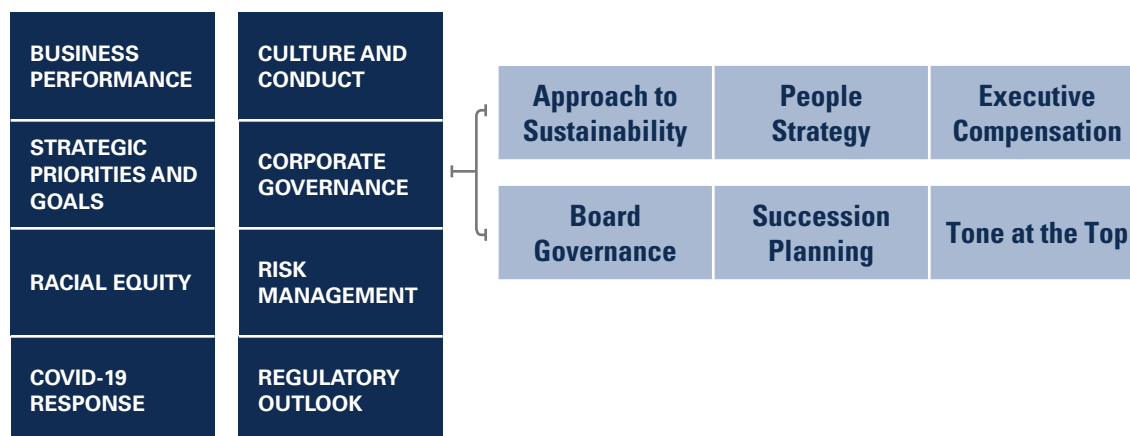 BUSINESS
PERFORMANCE
STRATEGIC
PRIORITIES AND
GOALS
RACIAL EQUITY
COVID-19
RESPONSE
CULTURE AND
CONDUCT
CORPORATE
GOVERNANCE
RISK
MANAGEMENT
REGULATORY
OUTLOOK
Approach to
Sustainability
People
Strategy
Executive
Compensation
Board
Governance
Succession
Planning
Tone at the Top